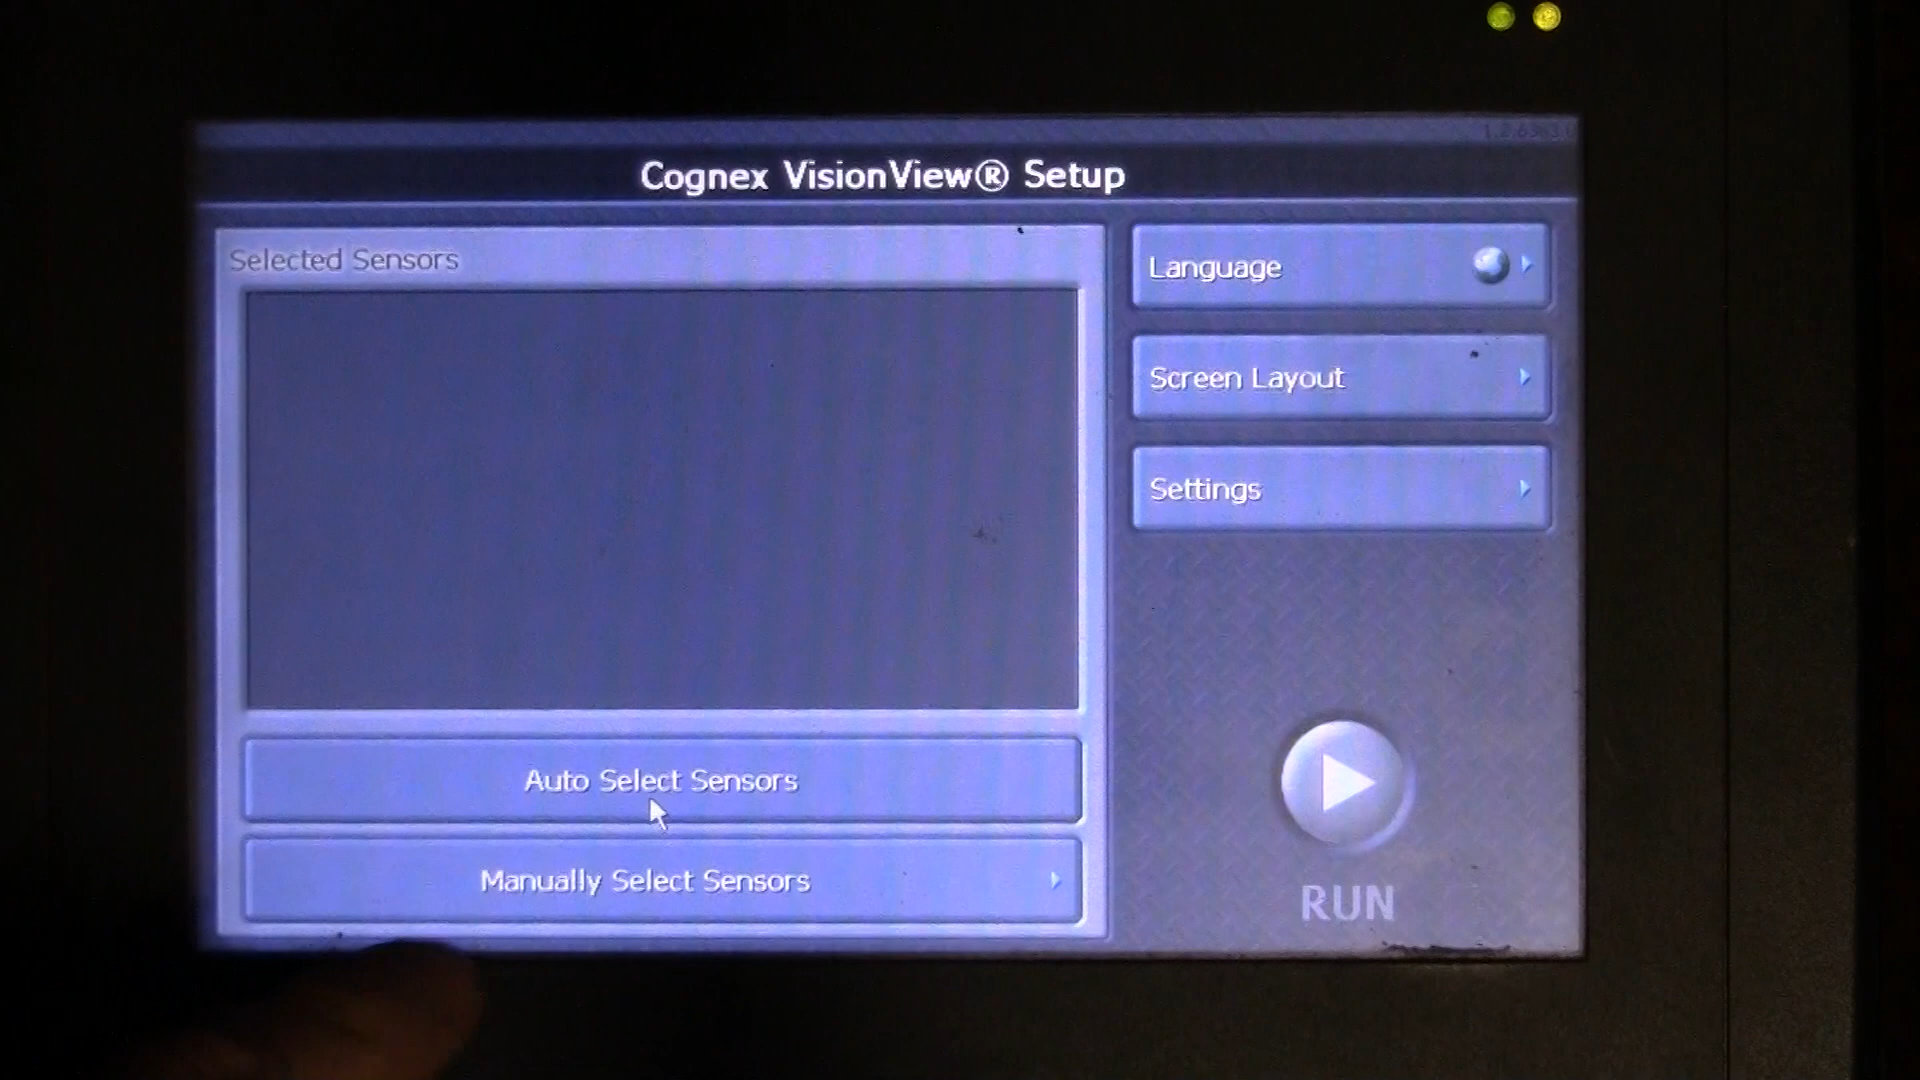 Cognex VisionView® Setup
Selected Sensors
Language
Screen Layout
Settings
Auto Select Sensors
Manually Select Sensors
RUN